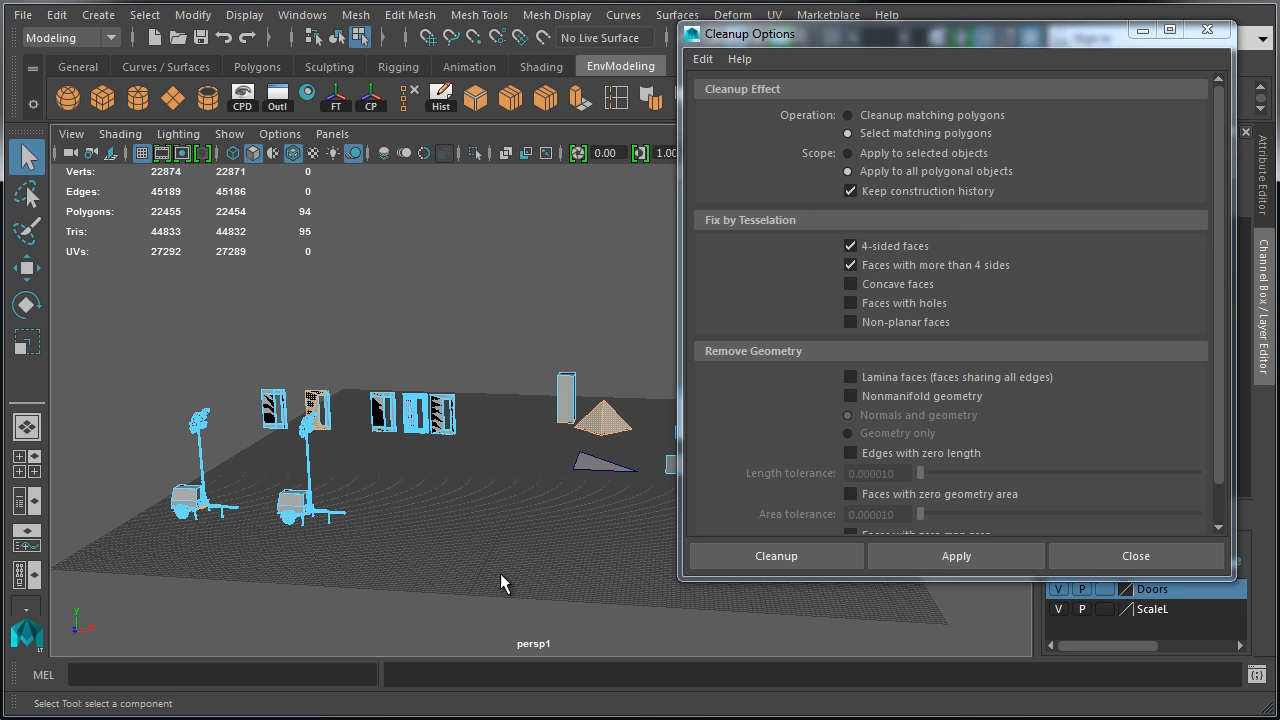 File Edit Create Select Modify Display Windows Mesh Edit Mesh Mesh Tools Mesh Display Curves Surfaces Deform UV Marketplace Help
Modeling No Live Surface
General Curves / Surfaces Polygons Sculpting Rigging Animation Shading EnvModeling
CPD Outl FT CP Hist
View Shading Lighting Show Options Panels
0.00 1.00
Verts: 22874 22871 0
Edges: 45189 45186 0
Polygons: 22455 22454 94
Tris: 44833 44832 95
UVs: 27292 27289 0
persp1
y
Cleanup Options
Edit Help
Cleanup Effect
Operation: Cleanup matching polygons
Select matching polygons
Scope: Apply to selected objects
Apply to all polygonal objects
Keep construction history
Fix by Tesselation
4-sided faces
Faces with more than 4 sides
Concave faces
Faces with holes
Non-planar faces
Remove Geometry
Lamina faces (faces sharing all edges)
Nonmanifold geometry
Normals and geometry
Geometry only
Edges with zero length
Length tolerance: 0.000010
Faces with zero geometry area
Area tolerance: 0.000010
Cleanup Apply Close
Attribute Editor
Channel Box / Layer Editor
V P Doors
V P ScaleL
LT
MEL
Select Tool: select a component